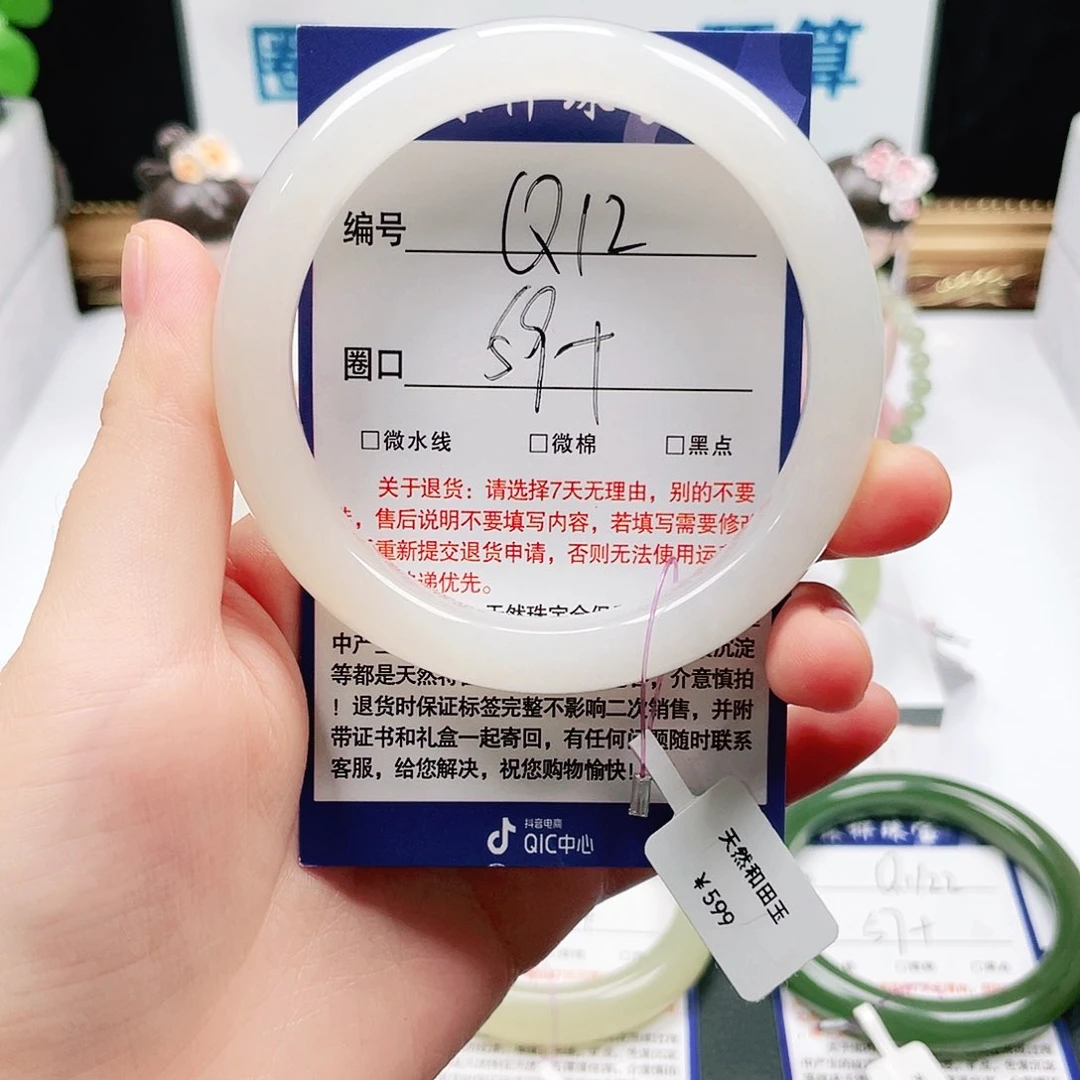 圈
算
编号 Q12
圈口 59+
□微水线 □微棉 □黑点
关于退货：请选择7天无理由，别的不要
，售后说明不要填写内容，若填写需要修改
重新提交退货申请，否则无法使用运
递优先。
天然珠宝会
中产 沉淀
等都是天然特 介意慎拍
！退货时保证标签完整不影响二次销售，并附
带证书和礼盒一起寄回，有任何问题随时联系
客服，给您解决，祝您购物愉快！
抖音电商
QIC中心
天然和田玉
￥599
57+